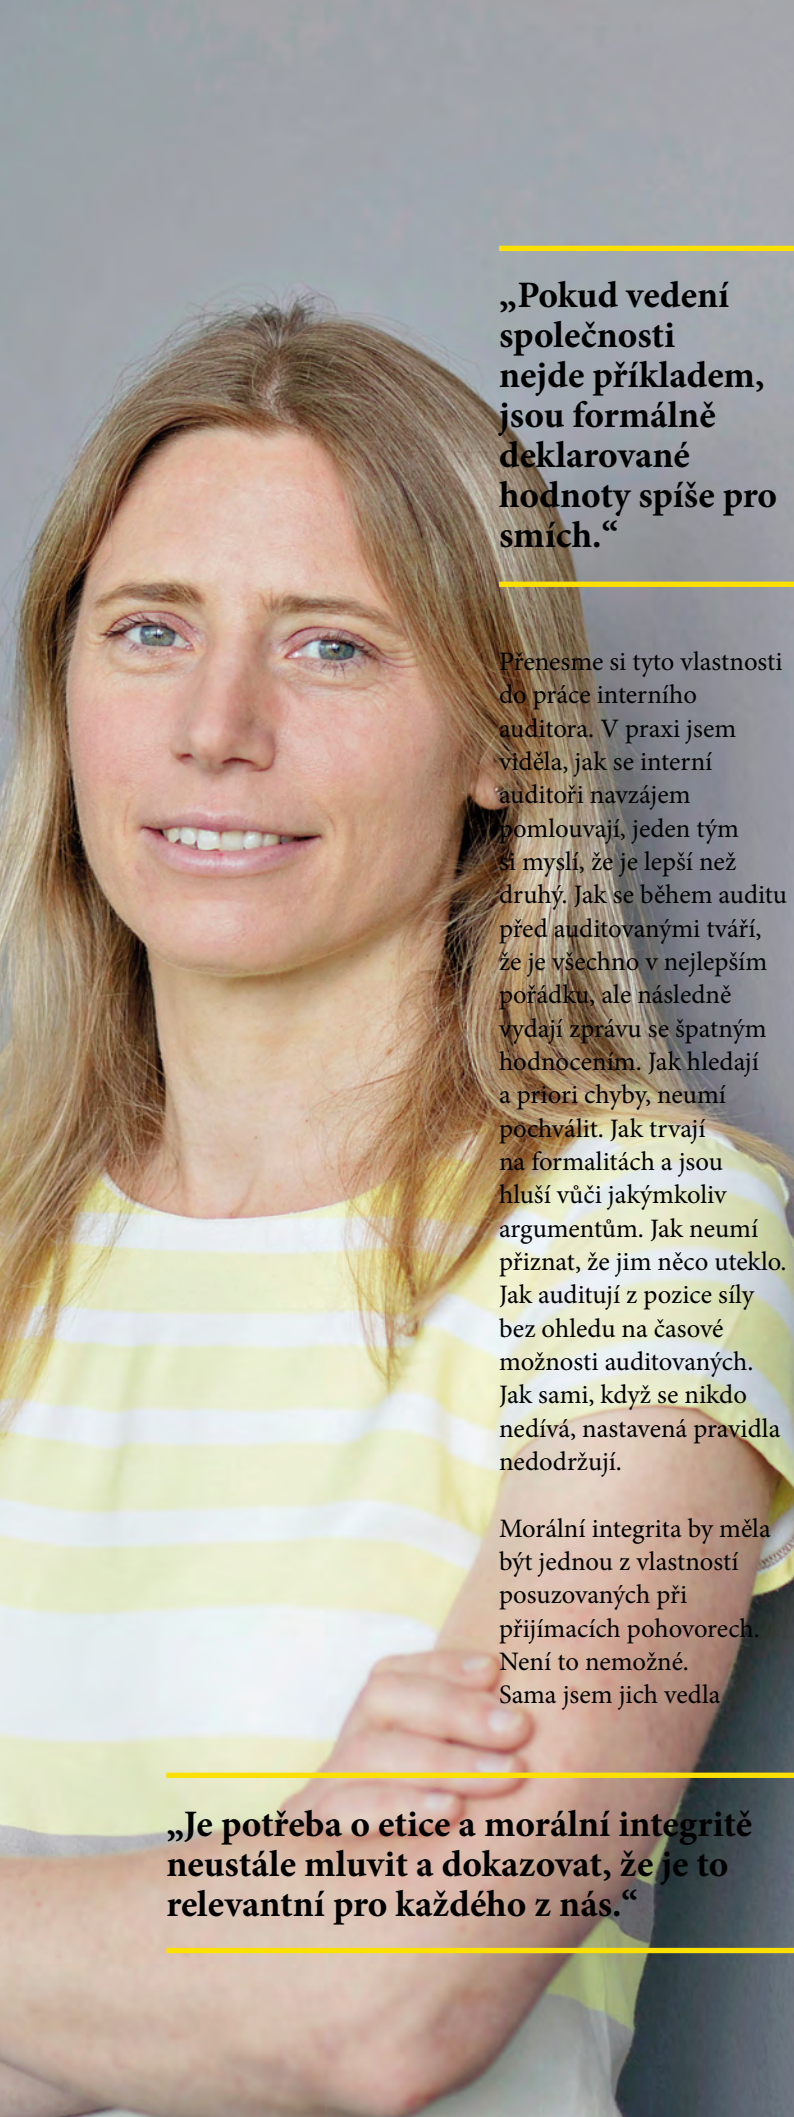 „Pokud vedení
společnosti
nejde příkladem,
jsou formálně
deklarované
hodnoty spíše pro
smích.“
Přenesme si tyto vlastnosti
do práce interního
auditora. V praxi jsem
viděla, jak se interní
auditoři navzájem
pomlouvají, jeden tým
si myslí, že je lepší než
druhý. Jak se během auditu
před auditovanými tváří,
že je všechno v nejlepším
pořádku, ale následně
vydají zprávu se špatným
hodnocením. Jak hledají
a priori chyby, neumí
pochválit. Jak trvají
na formalitách a jsou
hluší vůči jakýmkoliv
argumentům. Jak neumí
přiznat, že jim něco uteklo.
Jak auditují z pozice síly
bez ohledu na časové
možnosti auditovaných.
Jak sami, když se nikdo
nedívá, nastavená pravidla
nedodržují.
Morální integrita by měla
být jednou z vlastností
posuzovaných při
přijímacích pohovorech.
Není to nemožné.
Sama jsem jich vedla
„Je potřeba o etice a morální integritě
neustále mluvit a dokazovat, že je to
relevantní pro každého z nás.“